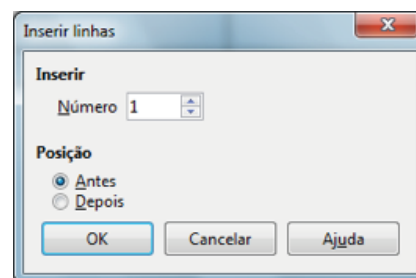 Inserir linhas
Inserir
Número 1
Posição
Antes
Depois
OK Cancelar Ajuda